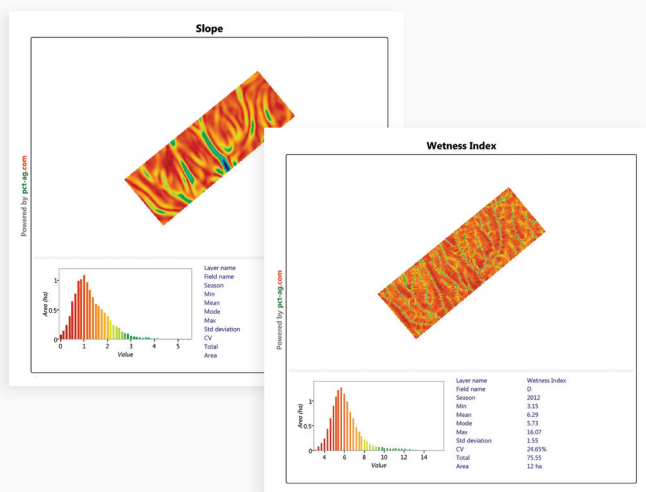 Slope
Powered by pct-ag.com
Area (ha)
1
0.5
0
0 1 2 3 4 5
Value
Layer name
Field name
Season
Min
Mean
Mode
Max
Std deviation
CV
Total
Area
Wetness Index
Powered by pct-ag.com
Area (ha)
1
0.5
0
4 6 8 10 12 14
Value
Layer name Wetness Index
Field name D
Season 2012
Min 3.15
Mean 6.29
Mode 5.73
Max 16.07
Std deviation 1.55
CV 24.65%
Total 75.55
Area 12 ha